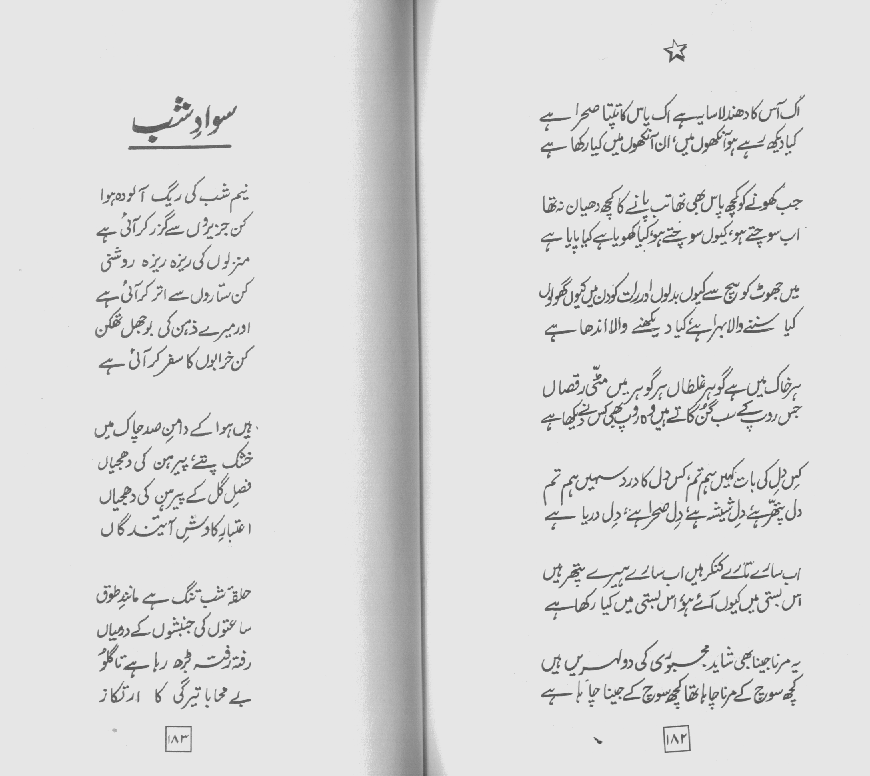 اک آس کا دھندلا سایہ ہے اک یاس کا تپتا صحرا ہے
کیا دیکھ رہے ہو آنکھوں میں، ان آنکھوں میں کیا رکھا ہے
جب کھونے کو کچھ پاس بھی تھا تب پانے کا کچھ دھیان نہ تھا
اب سوچتے ہو، کیوں سوچتے ہو، کیا کھویا ہے کیا پایا ہے
میں جھوٹ کو سچ سے کیوں بدلوں اور رات کو دن میں کیوں گھولوں
کیا سننے والا بہرا ہے، کیا دیکھنے والا اندھا ہے
ہر خاک میں ہے گوہر غلطاں ہر گوہر میں مٹی رقصاں
جس روپ کے سب گن گاتے ہیں وہ روپ بھی کس نے دیکھا ہے
کس دل کی بات کہیں ہم تم، کس دل کا درد سہیں ہم تم
دل پتھر ہے، دل شیشہ ہے، دل صحرا ہے، دل دریا ہے
اب سارے تارے کنکر ہیں اب سارے ہیرے پتھر ہیں
اس بستی میں کیوں آئے ہو، اس بستی میں کیا رکھا ہے
یہ مرنا جینا بھی شاید مجبوری کی دو لہریں ہیں
کچھ سوچ کے مرنا چاہا تھا کچھ سوچ کے جینا چاہا ہے
۱۸۲
سوادِ شب
نیم شب کی ریگ آلودہ ہوا
کن جزیروں سے گزر کر آئی ہے
منزلوں کی ریزہ ریزہ روشنی
کن ستاروں سے اتر کر آئی ہے
اور میرے ذہن کی بوجھل تھکن
کن خرابوں کا سفر کر آئی ہے
ہیں ہوا کے دامنِ صد چاک میں
خشک پتے، پیرہن کی دھجیاں
فصلِ گل کے پیرہن کی دھجیاں
اعتبارِ کاوشِ آئندگاں
حلقۂ شب تنگ ہے مانندِ طوق
ساعتوں کی جنبشوں کے درمیاں
رفتہ رفتہ بڑھ رہا ہے تا گلو
بے محابا تیرگی کا ارتکاز
۱۸۳